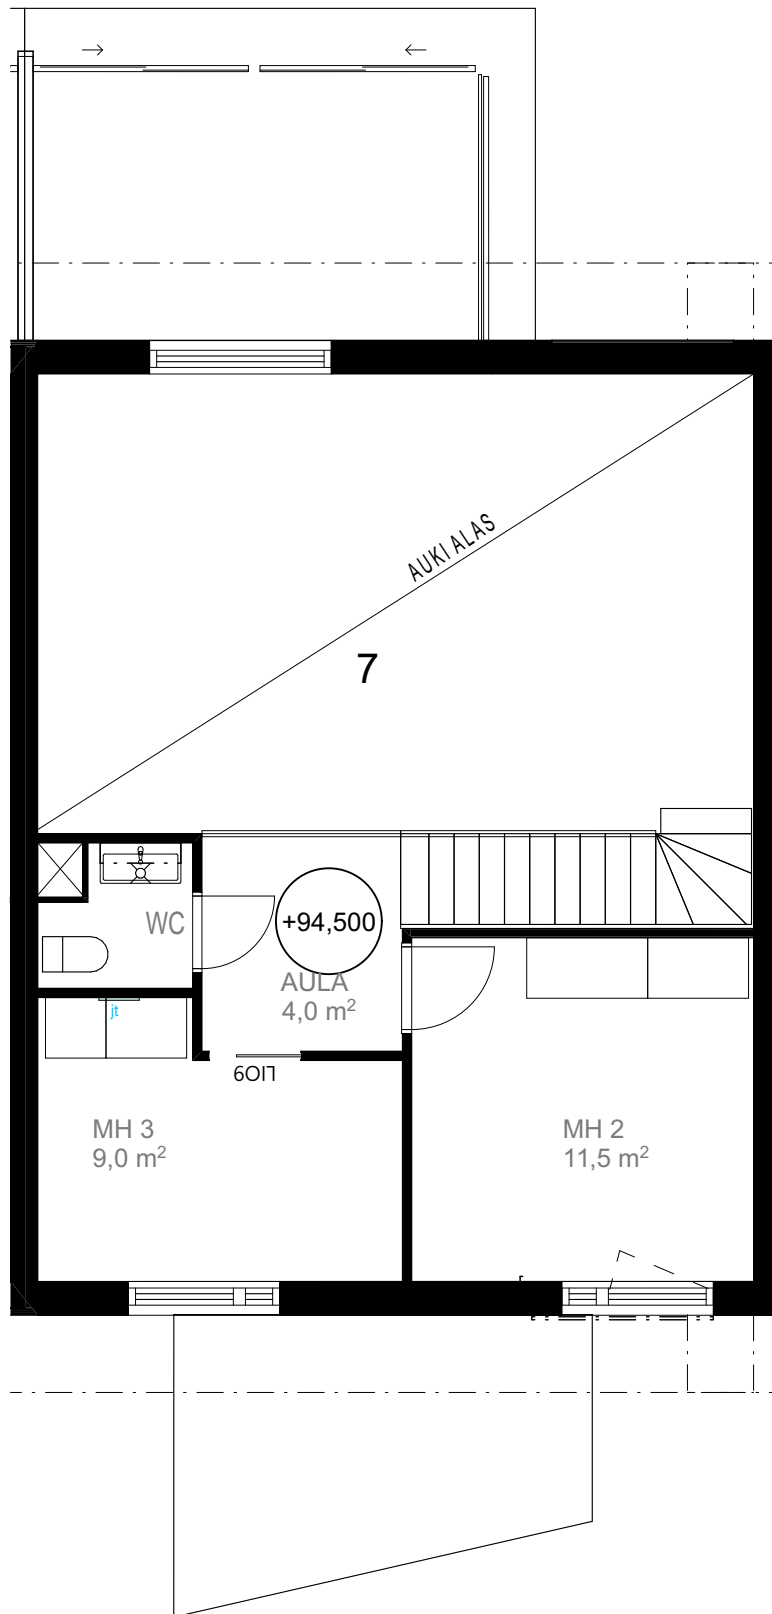 AUKI ALAS
7
WC
+94,500
AULA
4,0 m²
jt
LIO9
MH 3
9,0 m²
MH 2
11,5 m²